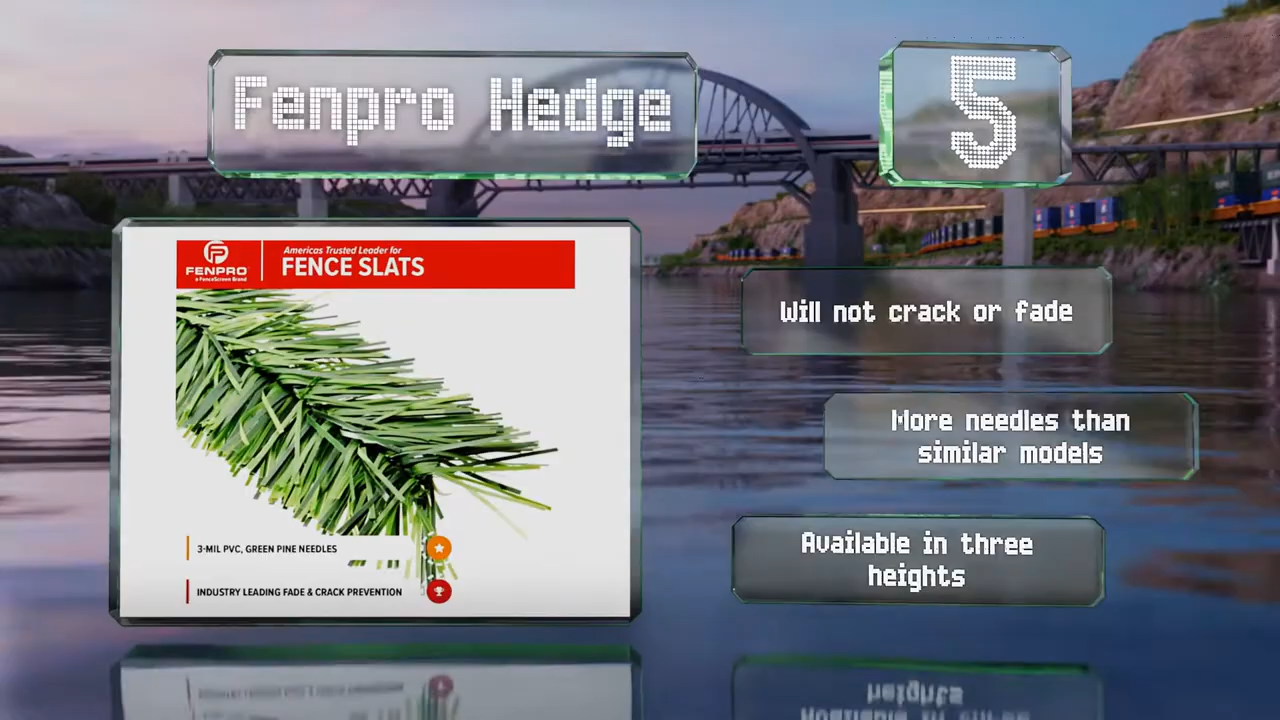 Fenpro Hedge
5
FENPRO
a FenceScreen Brand
Americas Trusted Leader for
FENCE SLATS
3-MIL PVC, GREEN PINE NEEDLES
INDUSTRY LEADING FADE & CRACK PREVENTION
Will not crack or fade
More needles than
similar models
Available in three
heights